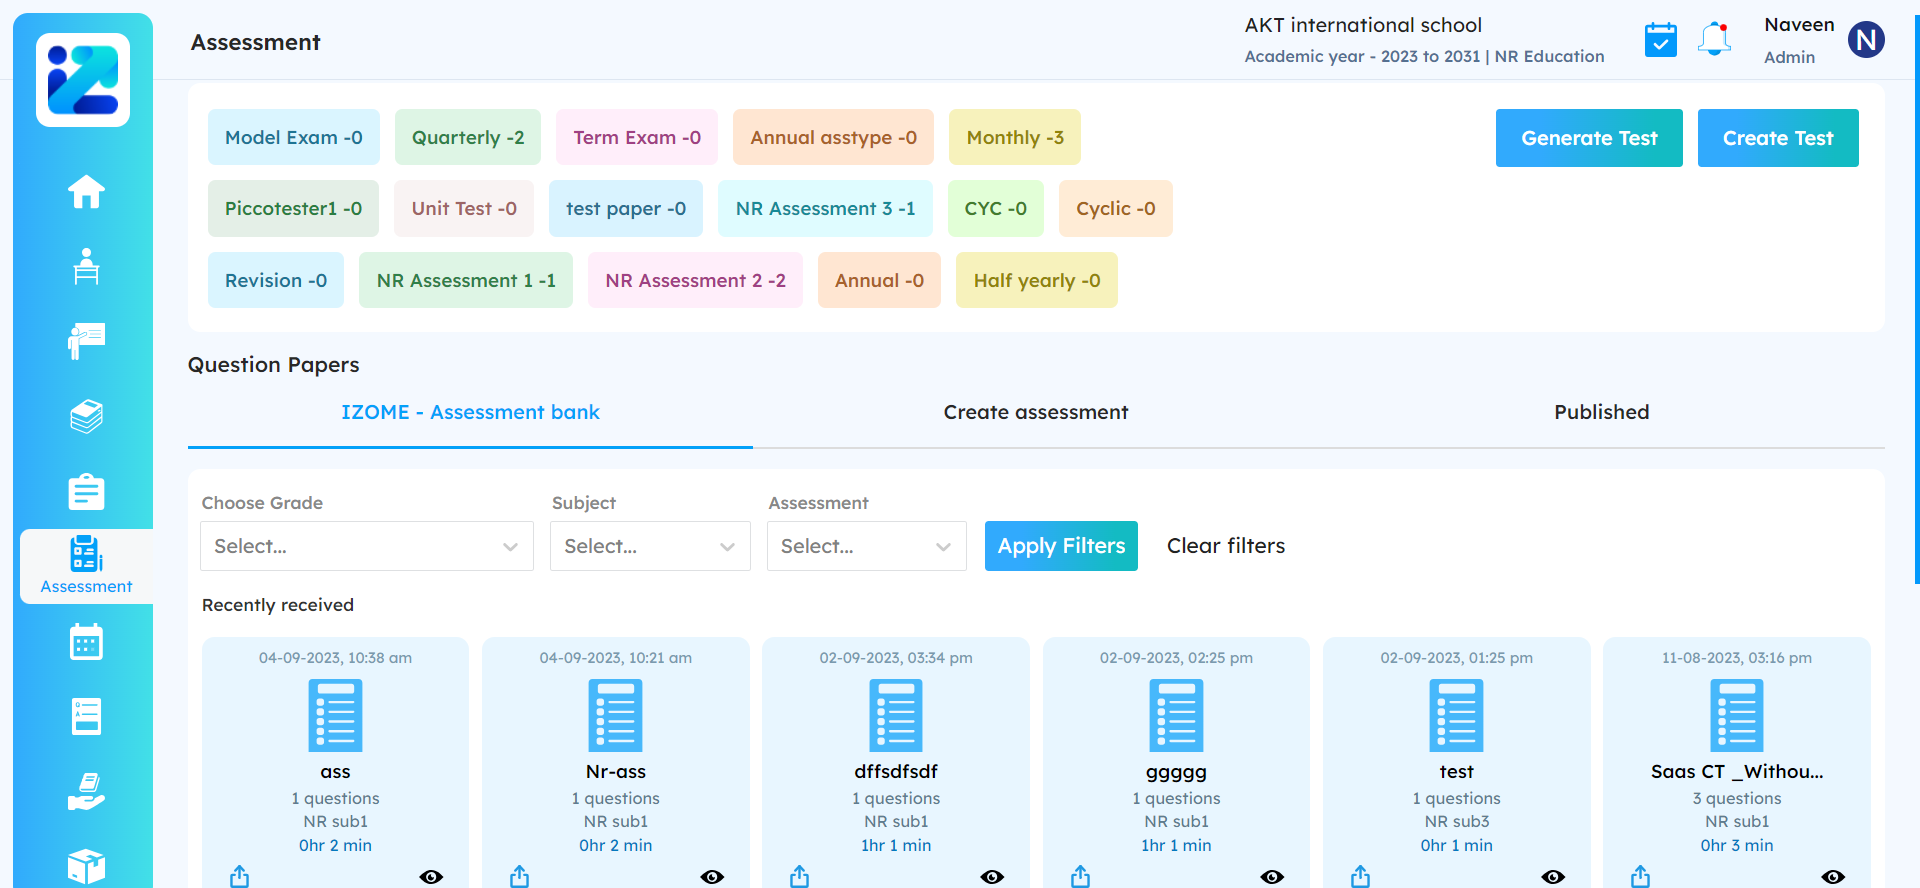 Assessment
AKT international school
Academic year - 2023 to 2031 | NR Education
Naveen
Admin
N
Model Exam -0
Quarterly -2
Term Exam -0
Annual asstype -0
Monthly -3
Generate Test
Create Test
Piccotester1 -0
Unit Test -0
test paper -0
NR Assessment 3 -1
CYC -0
Cyclic -0
Revision -0
NR Assessment 1 -1
NR Assessment 2 -2
Annual -0
Half yearly -0
Assessment
Question Papers
IZOME - Assessment bank
Create assessment
Published
Choose Grade
Subject
Assessment
Select...
Select...
Select...
Apply Filters
Clear filters
Recently received
04-09-2023, 10:38 am
ass
1 questions
NR sub1
0hr 2 min
04-09-2023, 10:21 am
Nr-ass
1 questions
NR sub1
0hr 2 min
02-09-2023, 03:34 pm
dffsdfsdf
1 questions
NR sub1
1hr 1 min
02-09-2023, 02:25 pm
ggggg
1 questions
NR sub1
1hr 1 min
02-09-2023, 01:25 pm
test
1 questions
NR sub3
0hr 1 min
11-08-2023, 03:16 pm
Saas CT _Withou...
3 questions
NR sub1
0hr 3 min